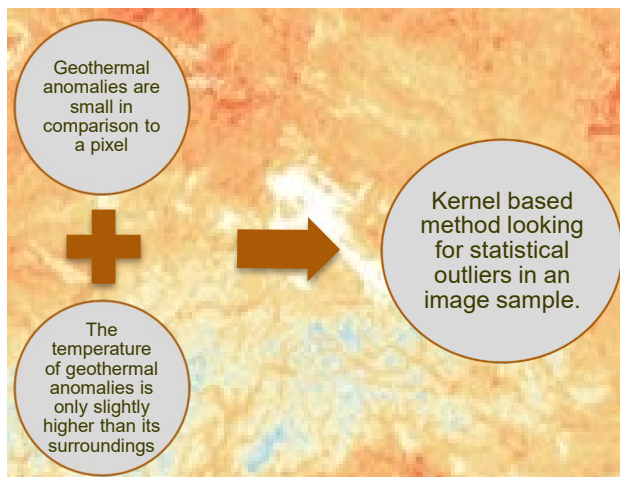 Geothermal
anomalies are
small in
comparison to
a pixel
The
temperature
of geothermal
anomalies is
only slightly
higher than its
surroundings
Kernel based
method looking
for statistical
outliers in an
image sample.